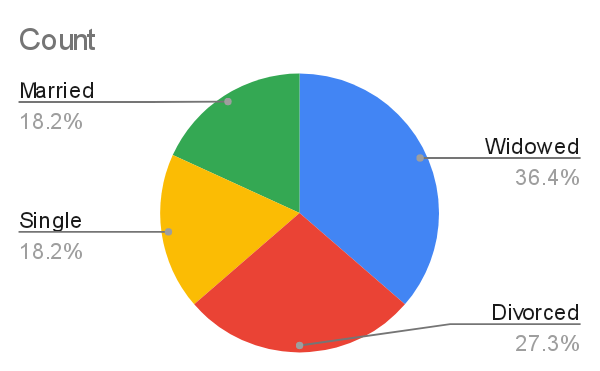 Count
Married
18.2%
Widowed
36.4%
Single
18.2%
Divorced
27.3%